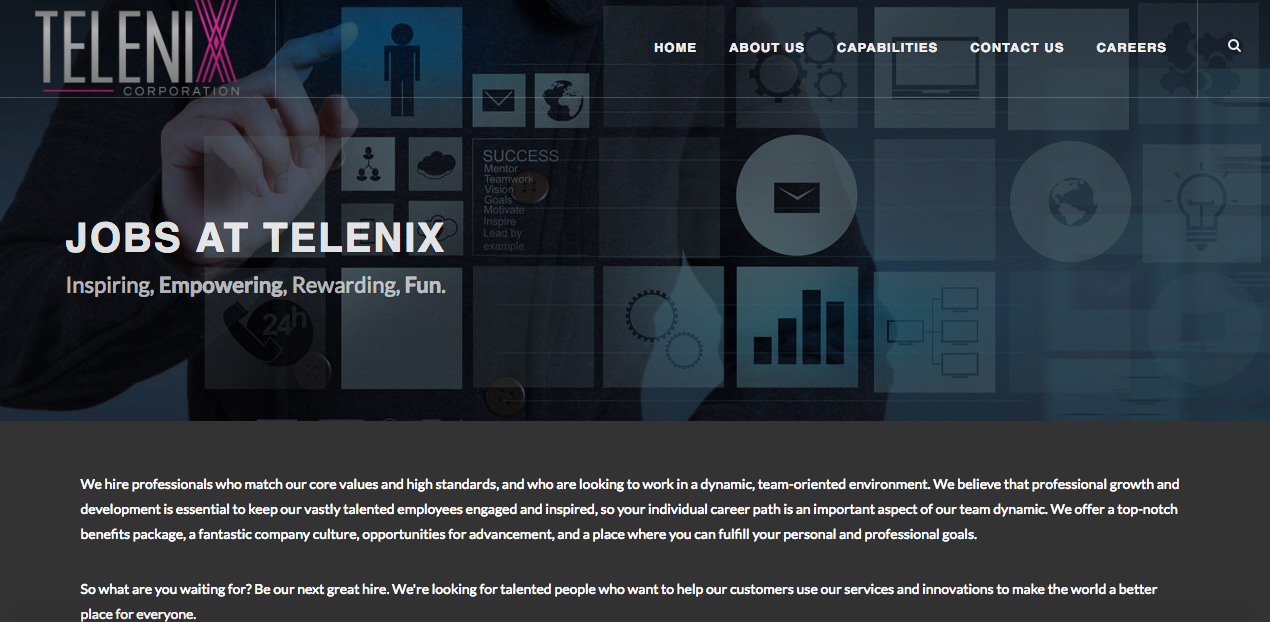 TELENIX
CORPORATION
HOME
ABOUT US
CAPABILITIES
CONTACT US
CAREERS
SUCCESS
Mentor
Teamwork
Vision
Goals
Motivate
Inspire
Lead by
example
JOBS AT TELENIX
Inspiring, Empowering, Rewarding, Fun.
24h
We hire professionals who match our core values and high standards, and who are looking to work in a dynamic, team-oriented environment. We believe that professional growth and
development is essential to keep our vastly talented employees engaged and inspired, so your individual career path is an important aspect of our team dynamic. We offer a top-notch
benefits package, a fantastic company culture, opportunities for advancement, and a place where you can fulfill your personal and professional goals.
So what are you waiting for? Be our next great hire. We're looking for talented people who want to help our customers use our services and innovations to make the world a better
place for everyone.